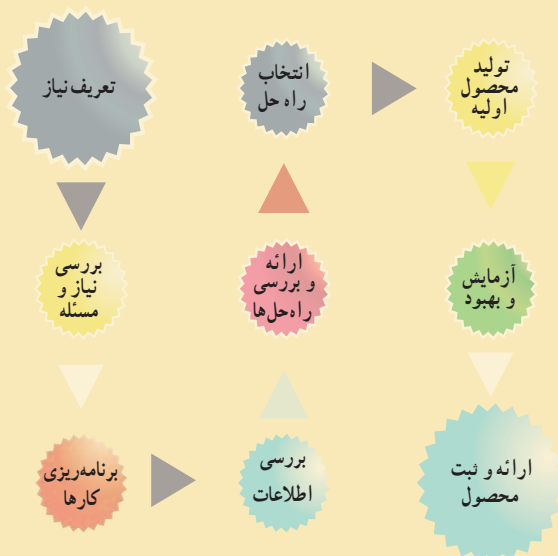 تعریف نیاز
بررسی
نیاز و
مسئله
برنامه‌ریزی
کارها
بررسی
اطلاعات
ارائه
و بررسی
راه‌حل‌ها
انتخاب
راه حل
تولید
محصول
اولیه
آزمایش
و بهبود
ارائه و ثبت
محصول